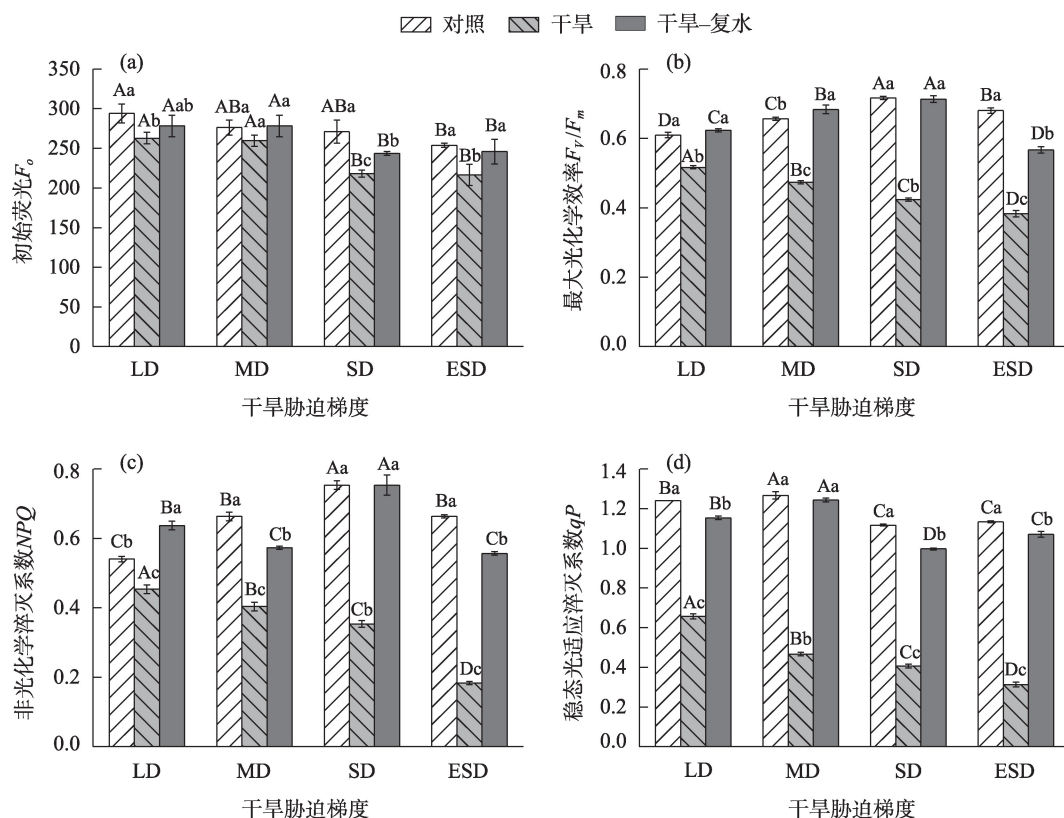 对照 干旱 干旱–复水
(a)
初始荧光Fo
350
300
250
200
150
100
50
0
Aa Ab Aab
ABa Aa Aa
ABa Bc Bb
Ba Bb Ba
LD MD SD ESD
干旱胁迫梯度
(b)
最大光化学效率FV/Fm
0.8
0.6
0.4
0.2
0.0
Da Ab Ca
Cb Bc Ba
Aa Cb Aa
Ba Dc Db
LD MD SD ESD
干旱胁迫梯度
(c)
非光化学淬灭系数NPQ
0.8
0.6
0.4
0.2
0.0
Cb Ac Ba
Ba Bc Cb
Aa Cb Aa
Ba Dc Cb
LD MD SD ESD
干旱胁迫梯度
(d)
稳态光适应淬灭系数qP
1.4
1.2
1.0
0.8
0.6
0.4
0.2
0.0
Ba Ac Bb
Aa Bb Aa
Ca Cc Db
Ca Dc Cb
LD MD SD ESD
干旱胁迫梯度